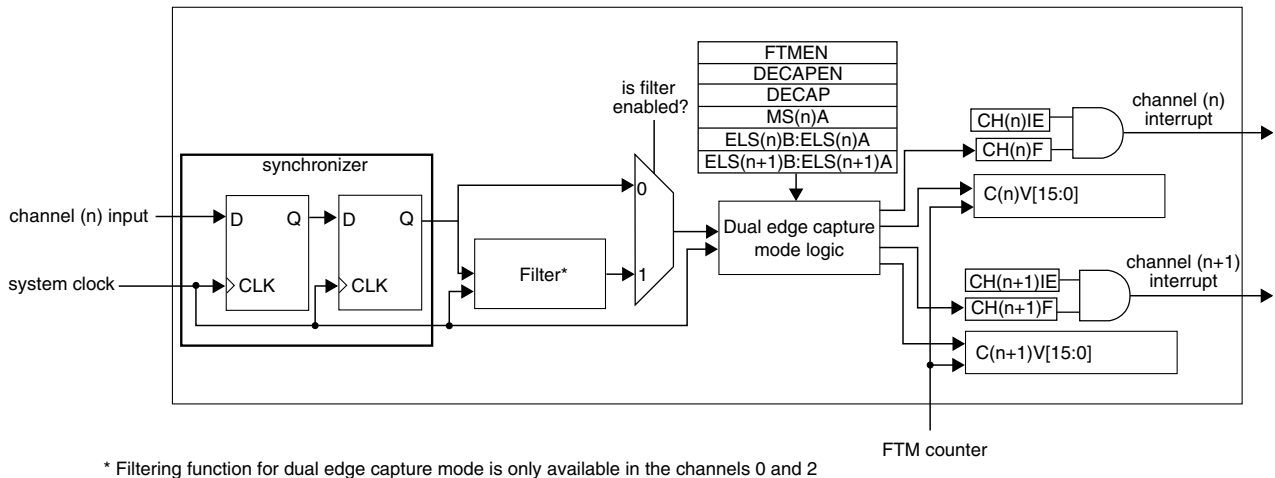 FTMEN
DECAPEN
DECAP
MS(n)A
ELS(n)B:ELS(n)A
ELS(n+1)B:ELS(n+1)A
is filter
enabled?
synchronizer
channel (n) input
D Q
D Q
system clock
CLK
CLK
Filter*
0
1
Dual edge capture
mode logic
CH(n)IE
CH(n)F
channel (n)
interrupt
C(n)V[15:0]
CH(n+1)IE
CH(n+1)F
channel (n+1)
interrupt
C(n+1)V[15:0]
FTM counter
* Filtering function for dual edge capture mode is only available in the channels 0 and 2